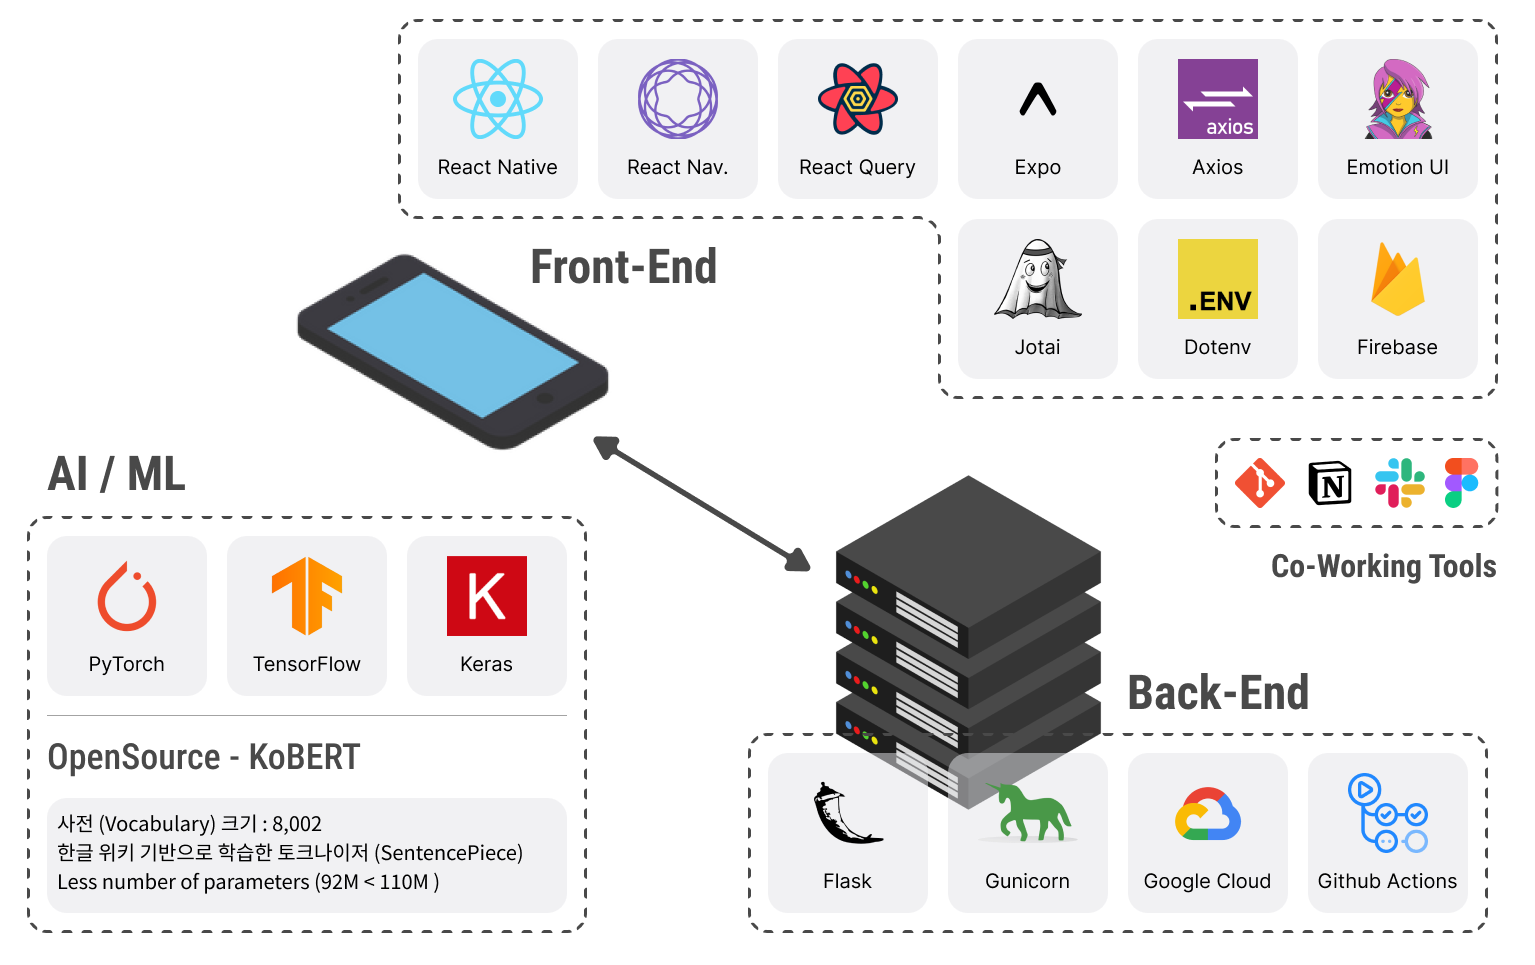 React Native
React Nav.
React Query
Expo
axios
Axios
Emotion UI
Front-End
Jotai
.ENV
Dotenv
Firebase
AI / ML
N
Co-Working Tools
PyTorch
TensorFlow
K
Keras
OpenSource - KoBERT
사전 (Vocabulary) 크기 : 8,002
한글 위키 기반으로 학습한 토크나이저 (SentencePiece)
Less number of parameters (92M < 110M )
Back-End
Flask
Gunicorn
Google Cloud
Github Actions